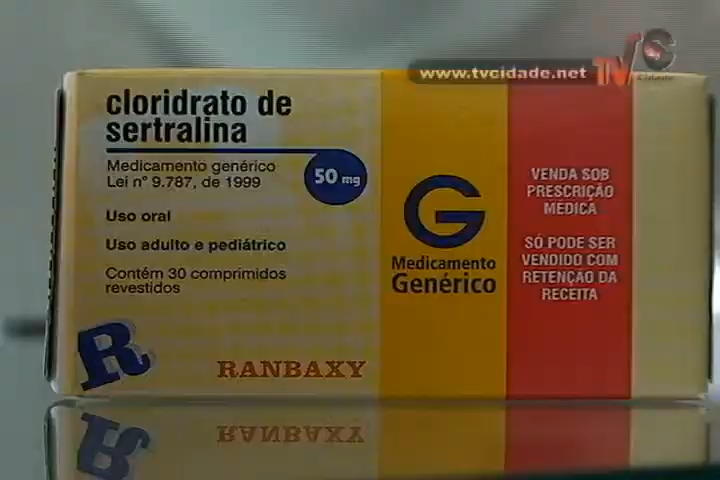 www.tvcidade.net
TV Cidade
cloridrato de
sertralina
Medicamento genérico
Lei nº 9.787, de 1999
50 mg
Uso oral
Uso adulto e pediátrico
Contém 30 comprimidos
revestidos
R
RANBAXY
G
Medicamento
Genérico
VENDA SOB
PRESCRIÇÃO
MÉDICA
SÓ PODE SER
VENDIDO COM
RETENÇÃO DA
RECEITA